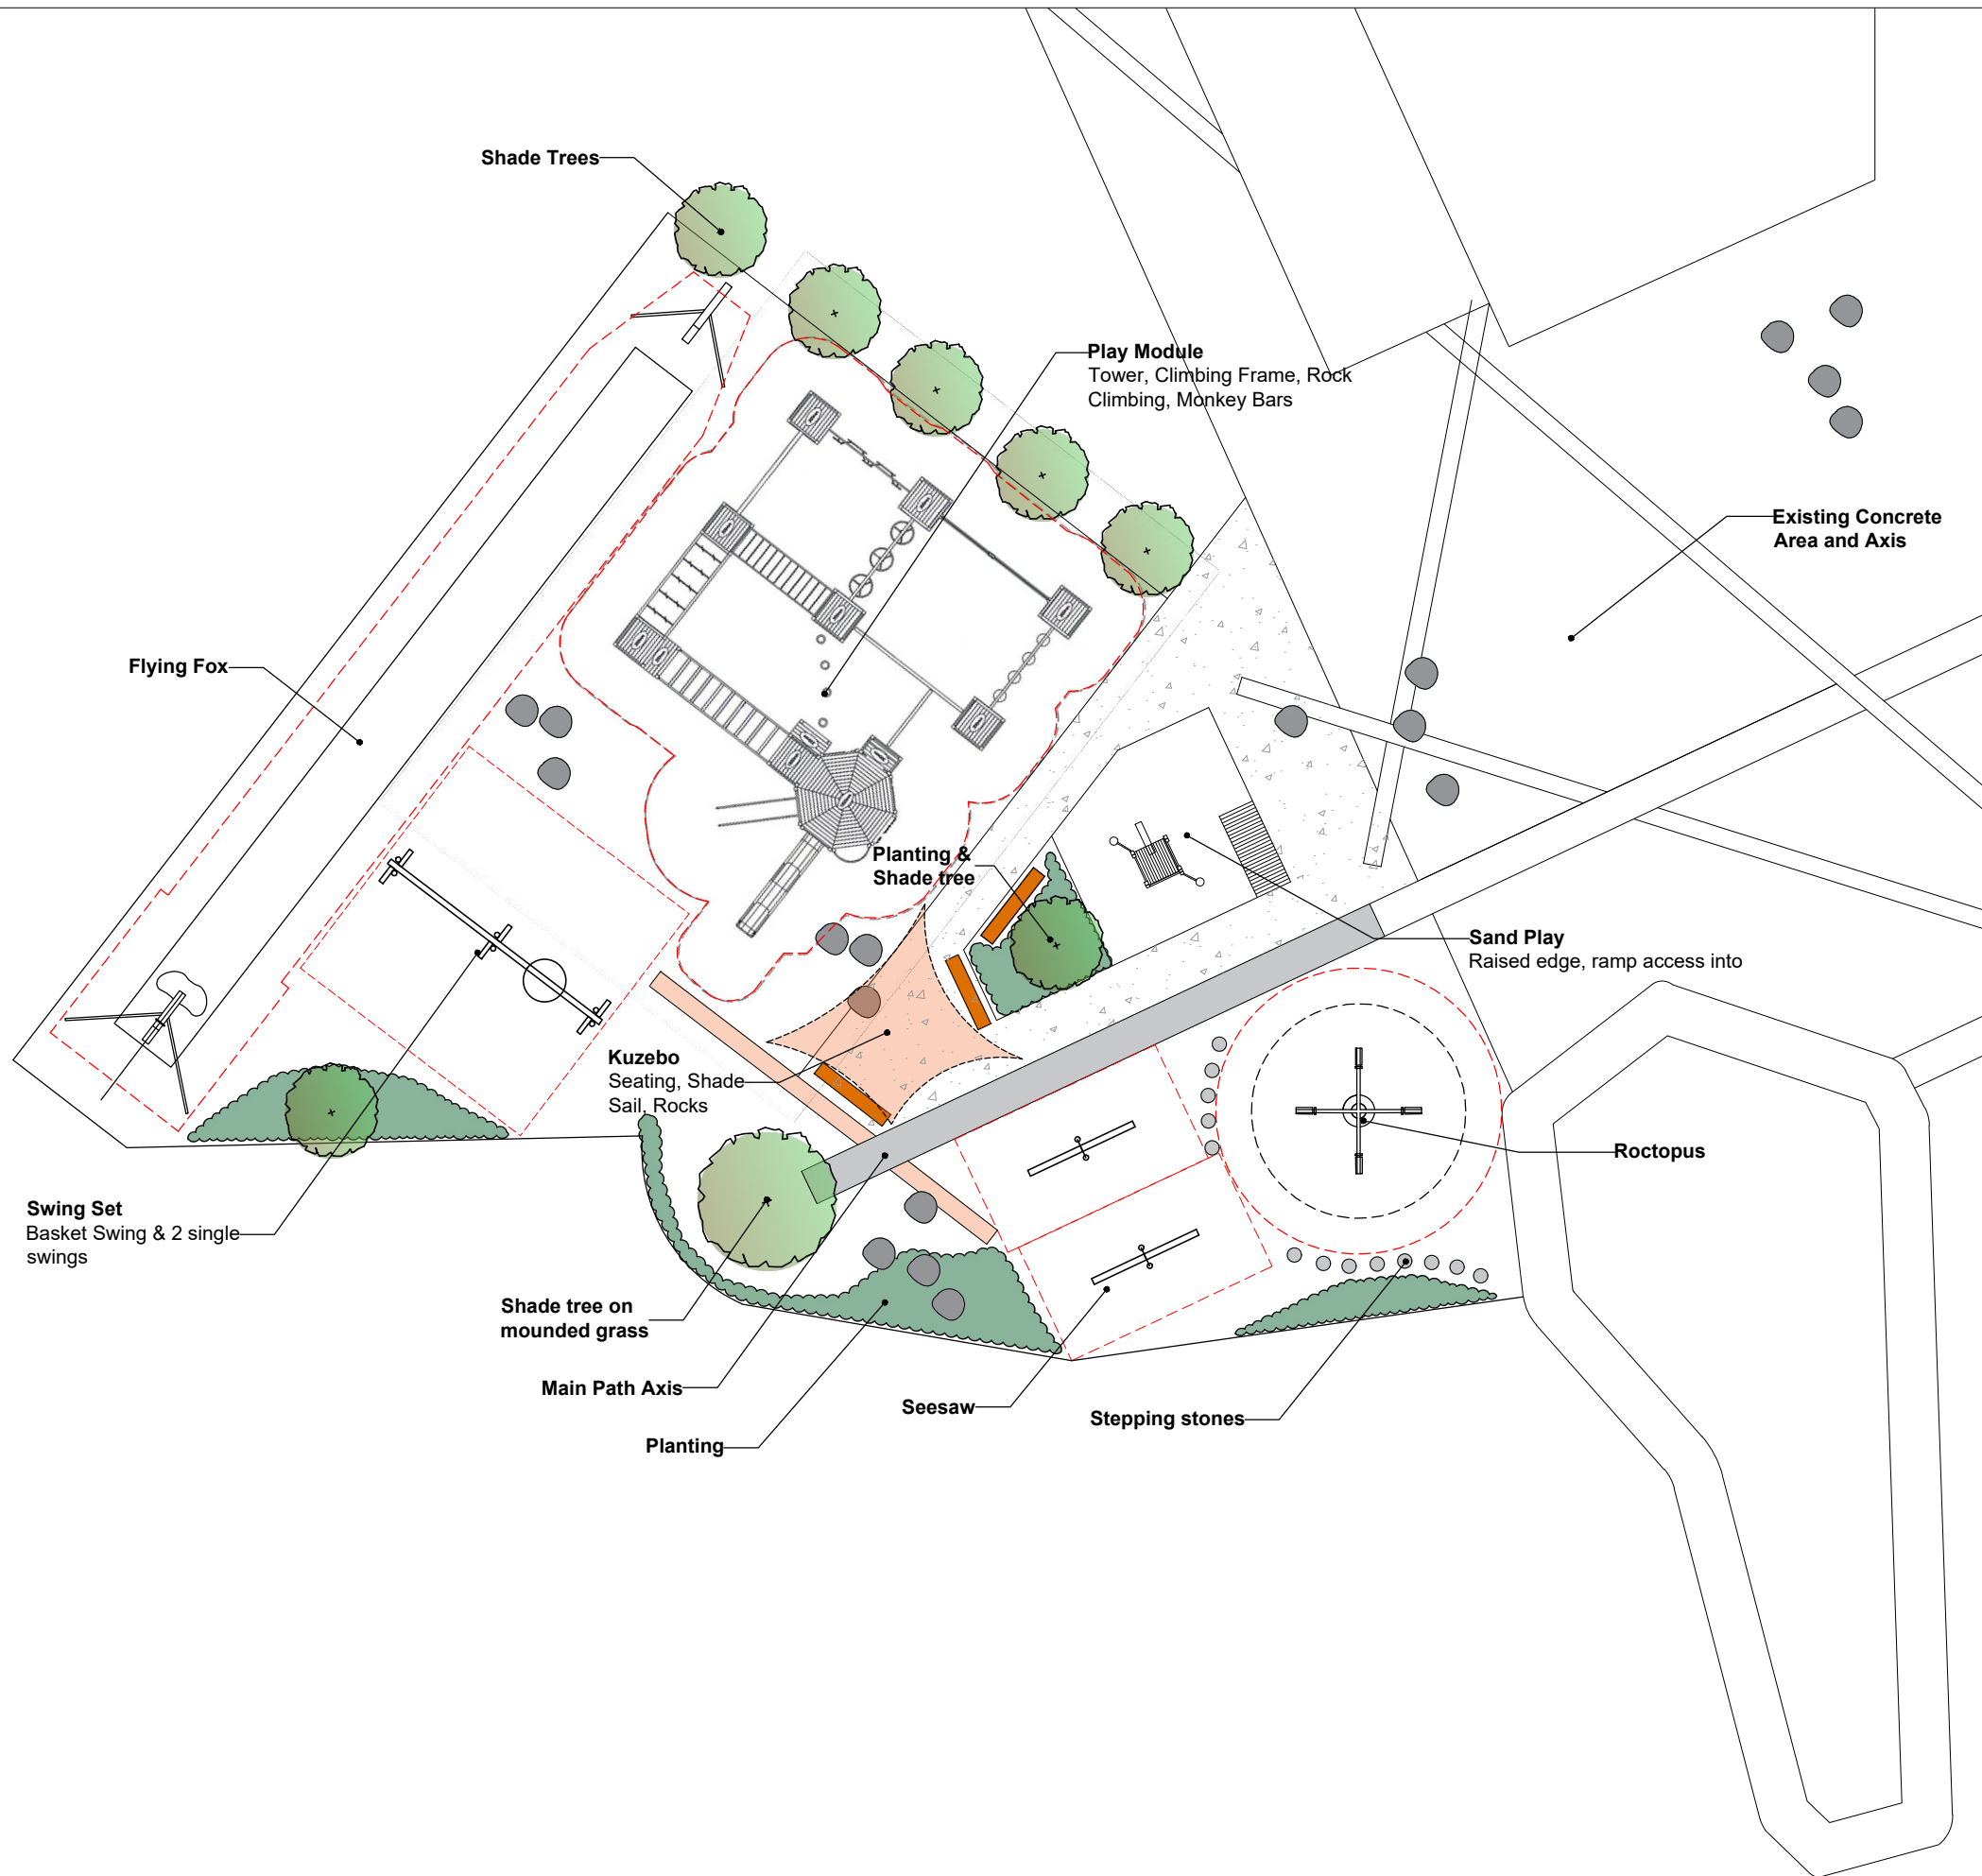 Shade Trees
Play Module
Tower, Climbing Frame, Rock
Climbing, Monkey Bars
Existing Concrete
Area and Axis
Flying Fox
Planting &
Shade tree
Sand Play
Raised edge, ramp access into
Kuzebo
Seating, Shade
Sail, Rocks
Roctopus
Swing Set
Basket Swing & 2 single
swings
Shade tree on
mounded grass
Main Path Axis
Seesaw
Stepping stones
Planting